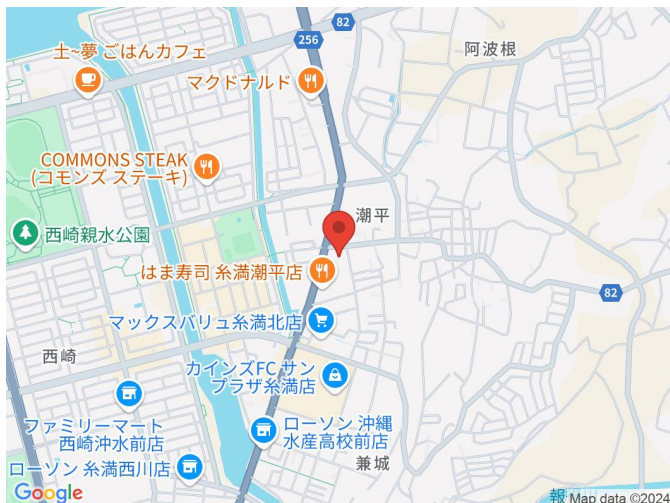 82
256
阿波根
土~夢 ごはんカフェ
マクドナルド
COMMONS STEAK
(コモンズ ステーキ)
潮平
西崎親水公園
はま寿司 糸満潮平店
82
マックスバリュ糸満北店
西崎
カインズFC サン
プラザ糸満店
ファミリーマート
西崎沖水前店
ローソン 沖縄
水産高校前店
ローソン 糸満西川店
兼城
Google
報
Map data ©2024